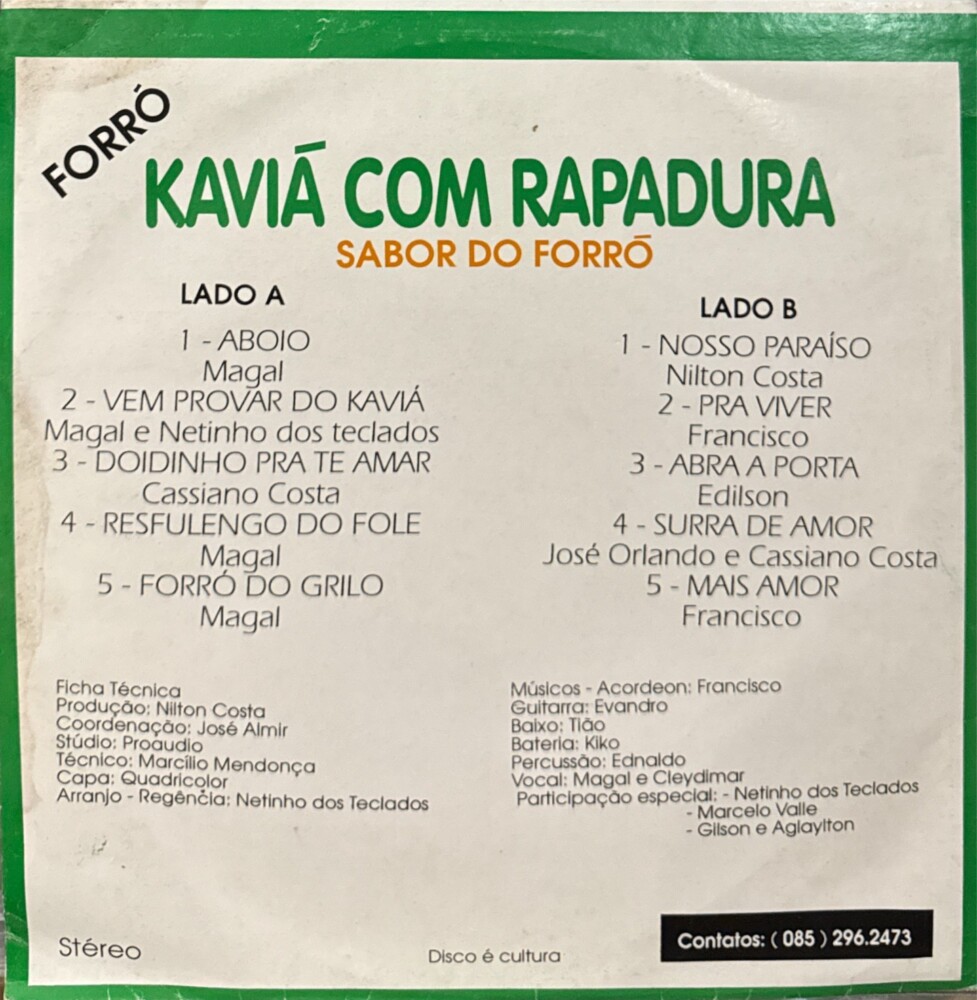 FORRÓ
KAVIÁ COM RAPADURA
SABOR DO FORRÓ
LADO A
1 - ABOIO
Magal
2 - VEM PROVAR DO KAVIÁ
Magal e Netinho dos teclados
3 - DOIDINHO PRA TE AMAR
Cassiano Costa
4 - RESFULENGO DO FOLE
Magal
5 - FORRÓ DO GRILO
Magal
LADO B
1 - NOSSO PARAÍSO
Nilton Costa
2 - PRA VIVER
Francisco
3 - ABRA A PORTA
Edilson
4 - SURRA DE AMOR
José Orlando e Cassiano Costa
5 - MAIS AMOR
Francisco
Ficha Técnica
Produção: Nilton Costa
Coordenação: José Almir
Stúdio: Proaudio
Técnico: Marcílio Mendonça
Capa: Quadricolor
Arranjo - Regência: Netinho dos Teclados
Músicos - Acordeon: Francisco
Guitarra: Evandro
Baixo: Tião
Bateria: Kiko
Percussão: Ednaldo
Vocal: Magal e Cleydimar
Participação especial: - Netinho dos Teclados
- Marcelo Valle
- Gilson e Aglaylton
Stéreo
Disco é cultura
Contatos: ( 085 ) 296.2473